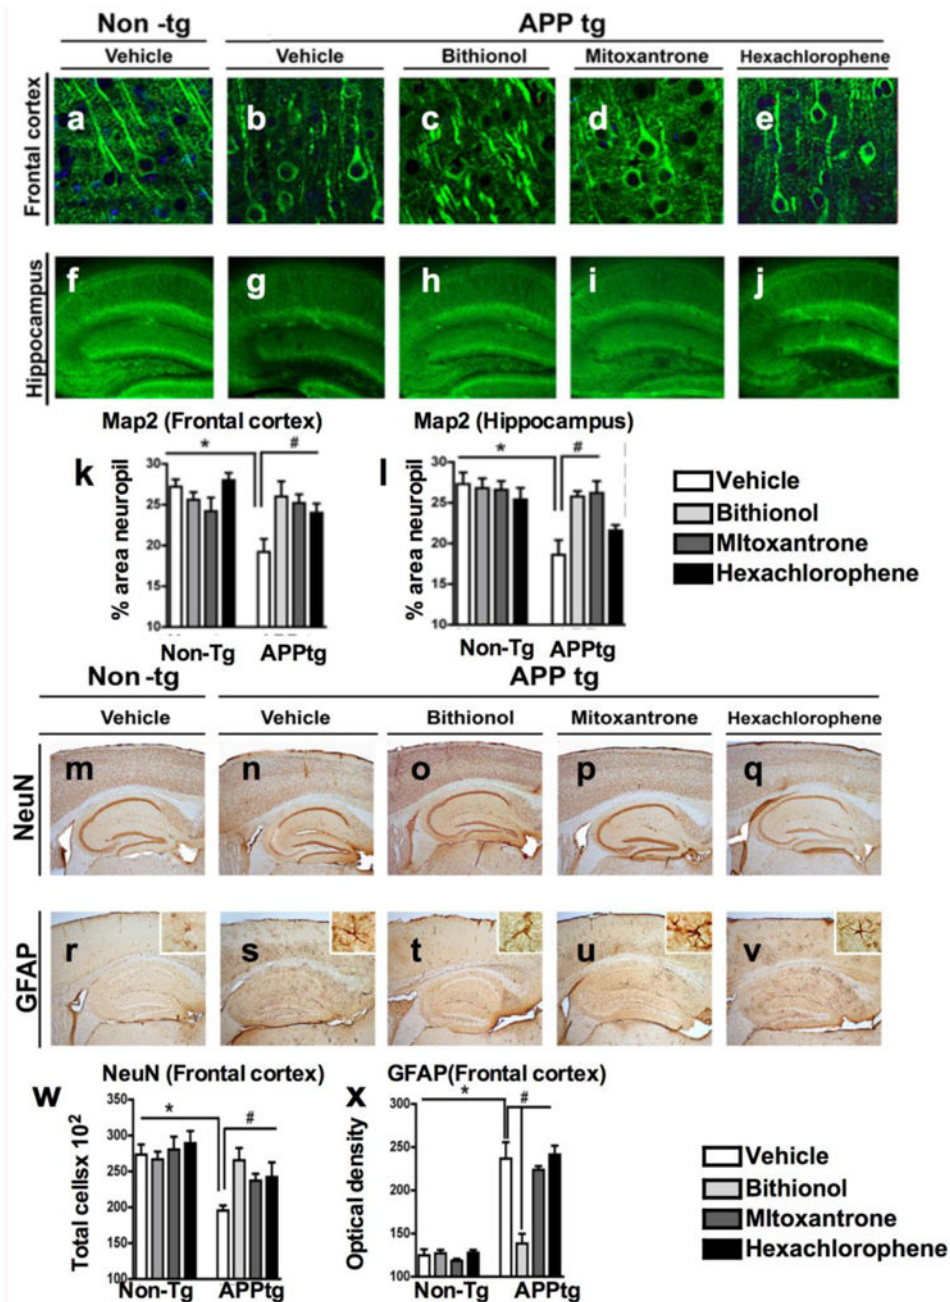 Non -tg APP tg
Vehicle Vehicle Bithionol Mitoxantrone Hexachlorophene
Frontal cortex
a b c d e
Hippocampus
f g h i j
Map2 (Frontal cortex) Map2 (Hippocampus)
k
* #
% area neuropil
30
25
20
15
10
Non-Tg APPtg
l
* #
% area neuropil
30
25
20
15
10
Non-Tg APPtg
Vehicle
Bithionol
MItoxantrone
Hexachlorophene
Non -tg APP tg
Vehicle Vehicle Bithionol Mitoxantrone Hexachlorophene
NeuN
m n o p q
GFAP
r s t u v
NeuN (Frontal cortex) GFAP(Frontal cortex)
w
* #
Total cellsx 10²
350
300
250
200
150
100
Non-Tg APPtg
x
* #
Optical density
300
250
200
150
100
Non-Tg APPtg
Vehicle
Bithionol
MItoxantrone
Hexachlorophene